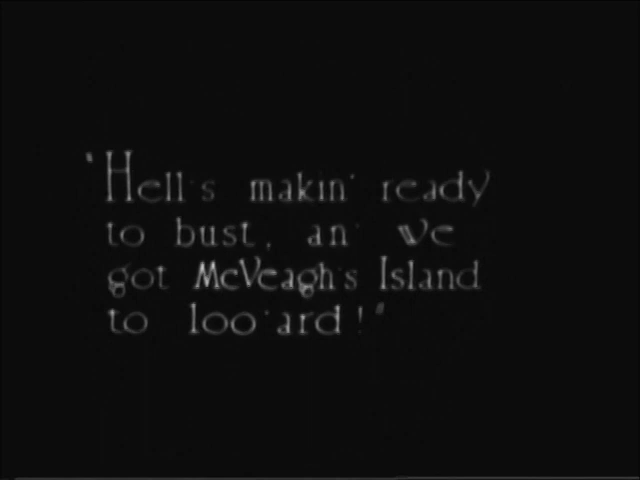 "Hell's makin' ready
to bust, an' we
got McVeagh's Island
to loo'ard!"